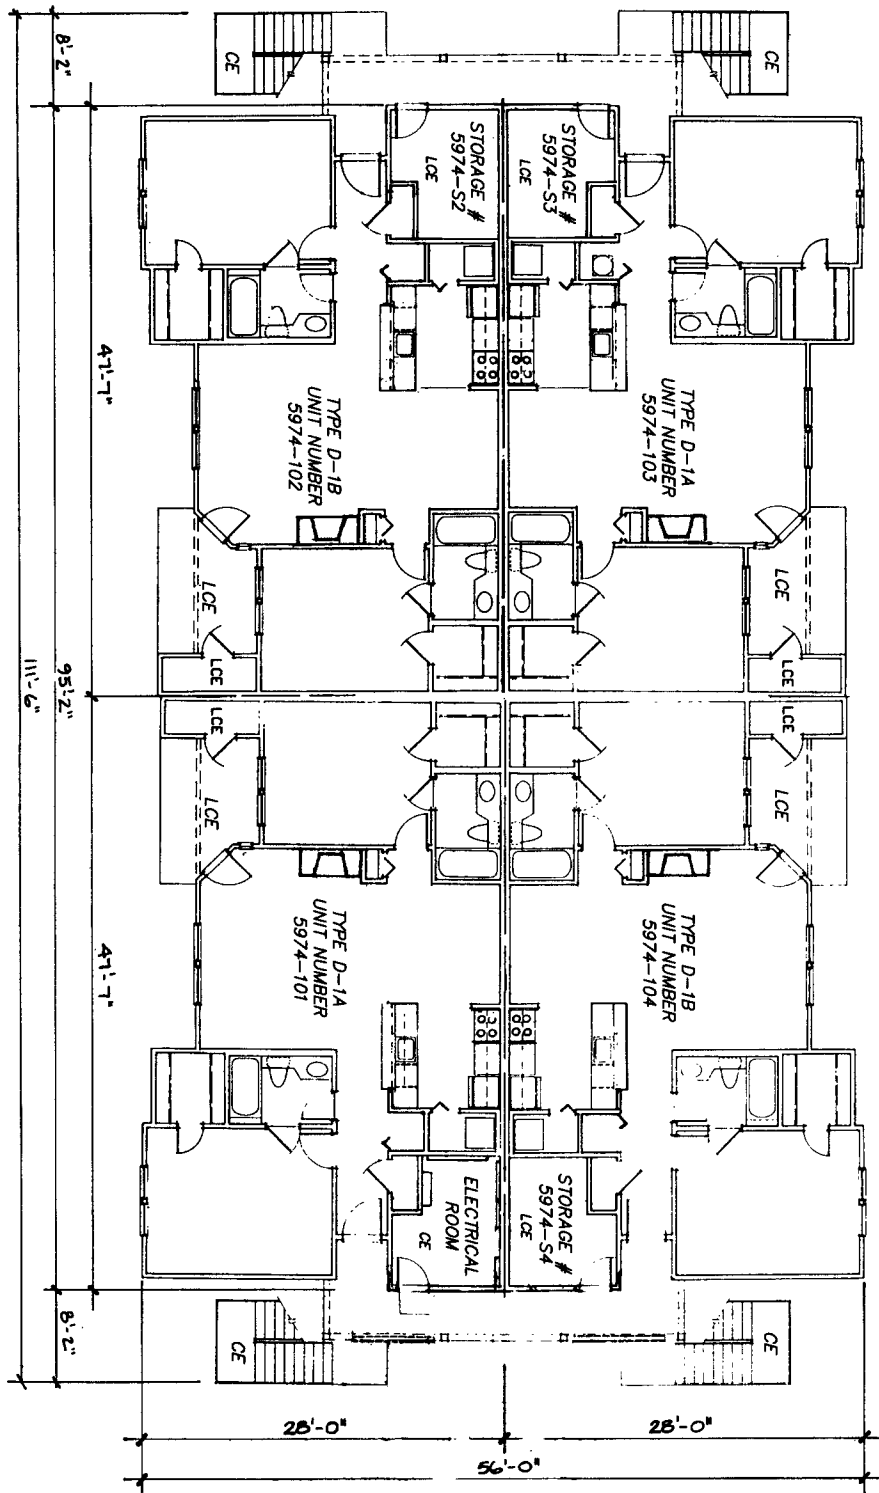 CE
CE
8'-2"
STORAGE #
5974-S2
LCE
STORAGE #
5974-S3
LCE
47'-7"
TYPE D-1B
UNIT NUMBER
5974-102
TYPE D-1A
UNIT NUMBER
5974-103
LCE
LCE
LCE
LCE
111'-6"
95'-2"
LCE
LCE
LCE
LCE
47'-7"
TYPE D-1A
UNIT NUMBER
5974-101
TYPE D-1B
UNIT NUMBER
5974-104
ELECTRICAL
ROOM
CE
STORAGE #
5974-S4
LCE
8'-2"
CE
CE
28'-0"
28'-0"
56'-0"